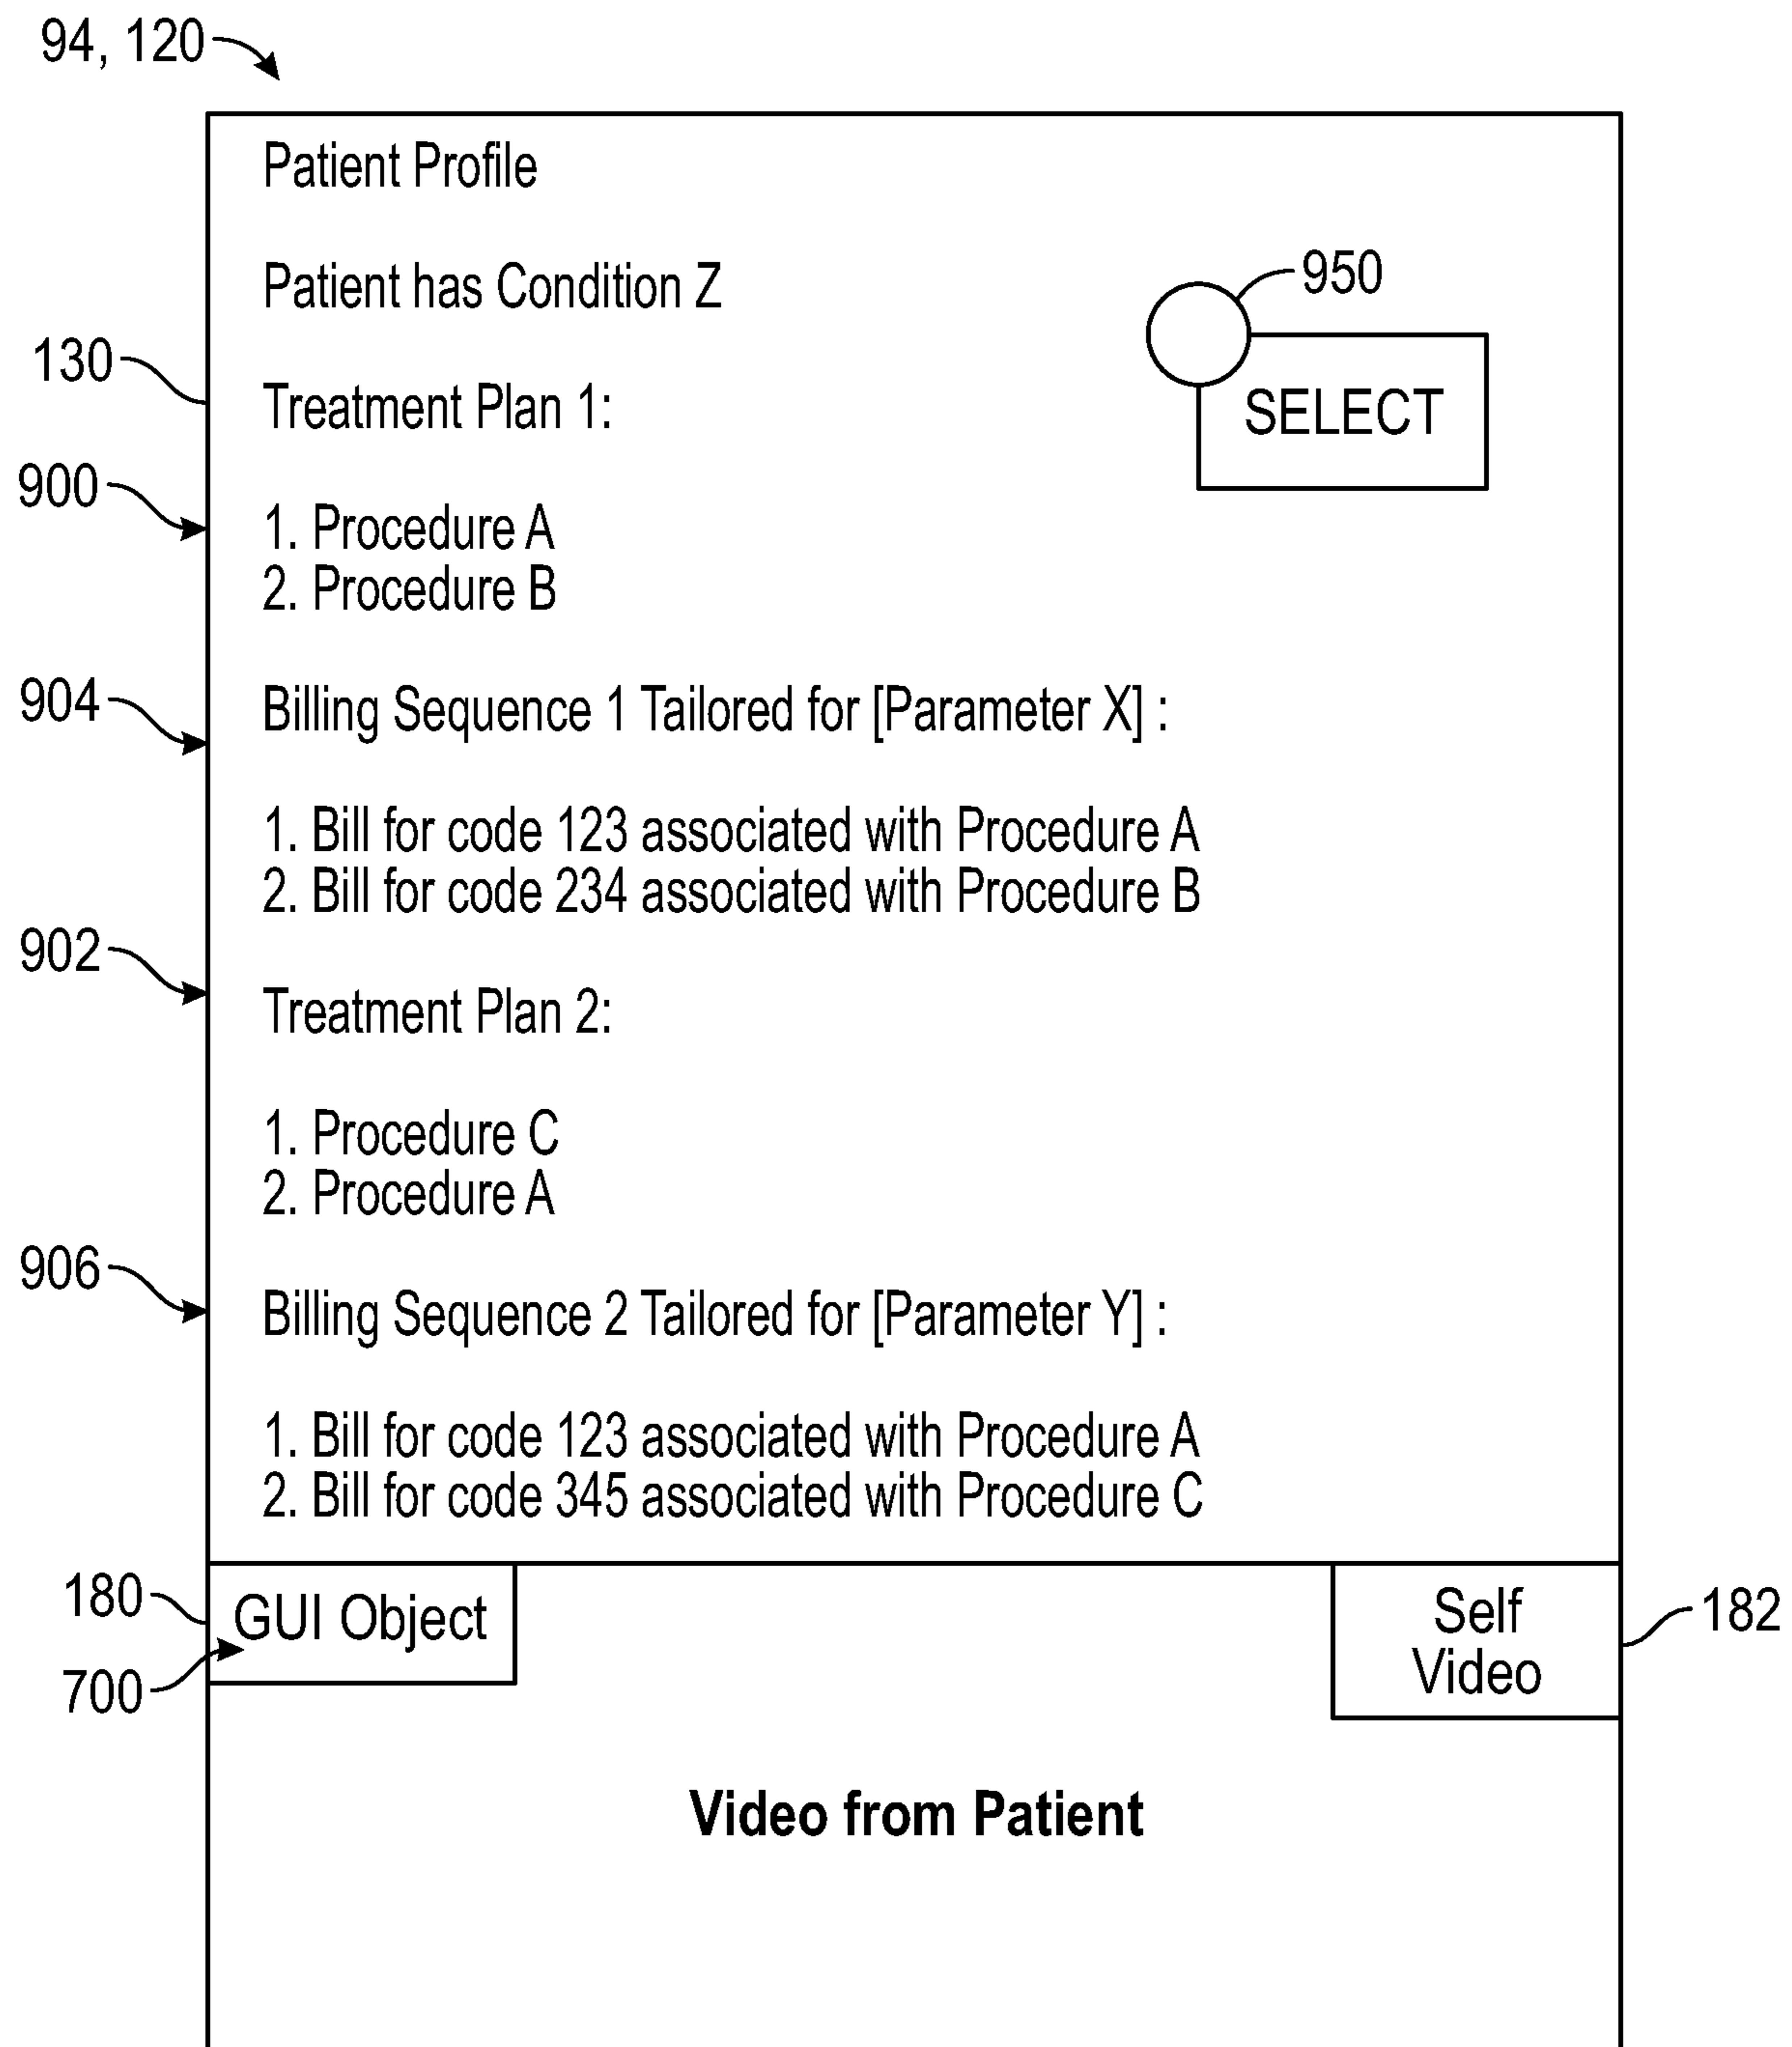 94, 120
Patient Profile
Patient has Condition Z
950
130
Treatment Plan 1:
SELECT
900
1. Procedure A
2. Procedure B
904
Billing Sequence 1 Tailored for [Parameter X] :
1. Bill for code 123 associated with Procedure A
2. Bill for code 234 associated with Procedure B
902
Treatment Plan 2:
1. Procedure C
2. Procedure A
906
Billing Sequence 2 Tailored for [Parameter Y] :
1. Bill for code 123 associated with Procedure A
2. Bill for code 345 associated with Procedure C
180
GUI Object
Self
Video
182
700
Video from Patient